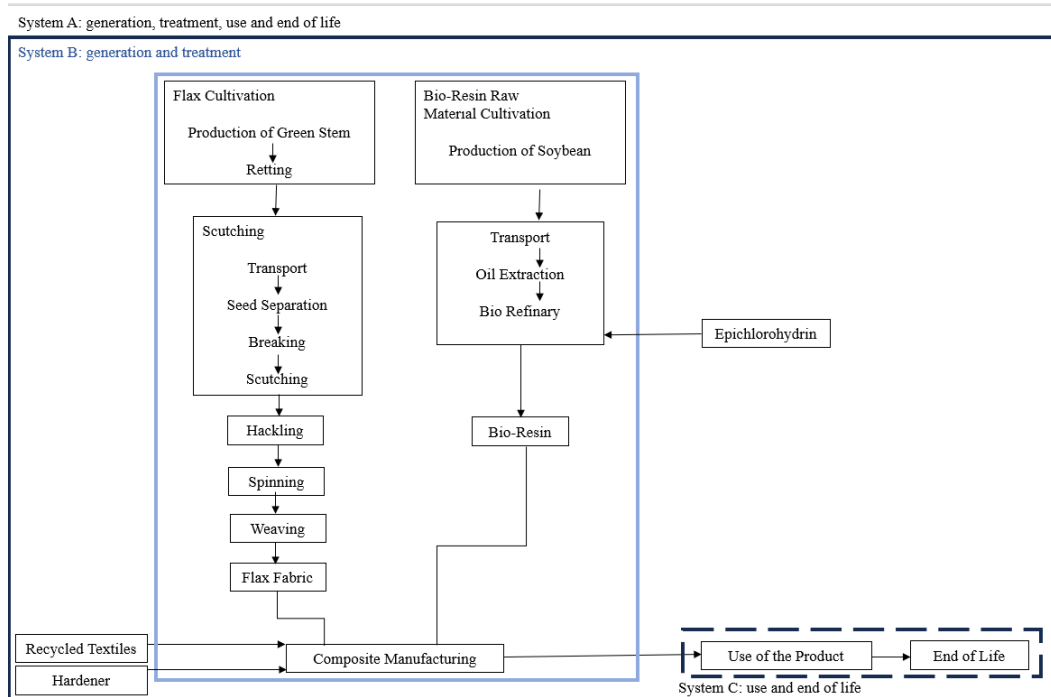 System A: generation, treatment, use and end of life
System B: generation and treatment
Flax Cultivation
Production of Green Stem
Retting
Bio-Resin Raw
Material Cultivation
Production of Soybean
Scutching
Transport
Seed Separation
Breaking
Scutching
Transport
Oil Extraction
Bio Refinary
Epichlorohydrin
Hackling
Bio-Resin
Spinning
Weaving
Flax Fabric
Recycled Textiles
Hardener
Composite Manufacturing
Use of the Product
End of Life
System C: use and end of life